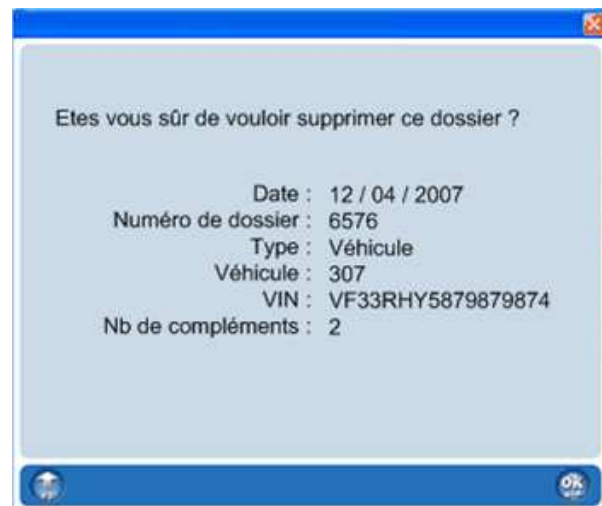 Etes vous sûr de vouloir supprimer ce dossier ?
Date : 12 / 04 / 2007
Numéro de dossier : 6576
Type : Véhicule
Véhicule : 307
VIN : VF33RHY5879879874
Nb de compléments : 2
OK